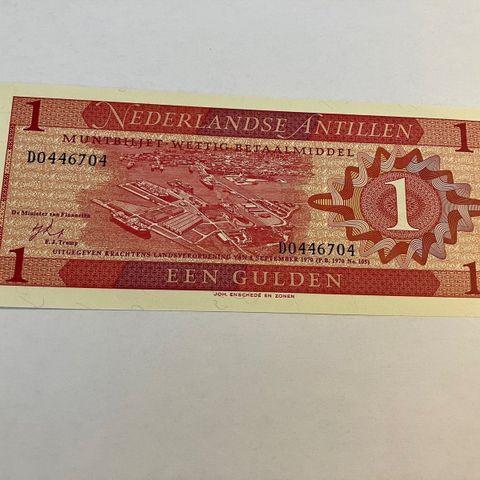 1 NEDERLANDSE ANTILLEN 1
MUNTBILJET·WETTIG BETAALMIDDEL
D0446704
1
De Minister van Financiën
E.J. Tromp
D0446704
UITGEGEVEN KRACHTENS LANDSVERORDENING VAN 8 SEPTEMBER 1970 (P.B. 1970 No. 105)
1 EEN GULDEN 1
JOH. ENSCHEDÉ EN ZONEN